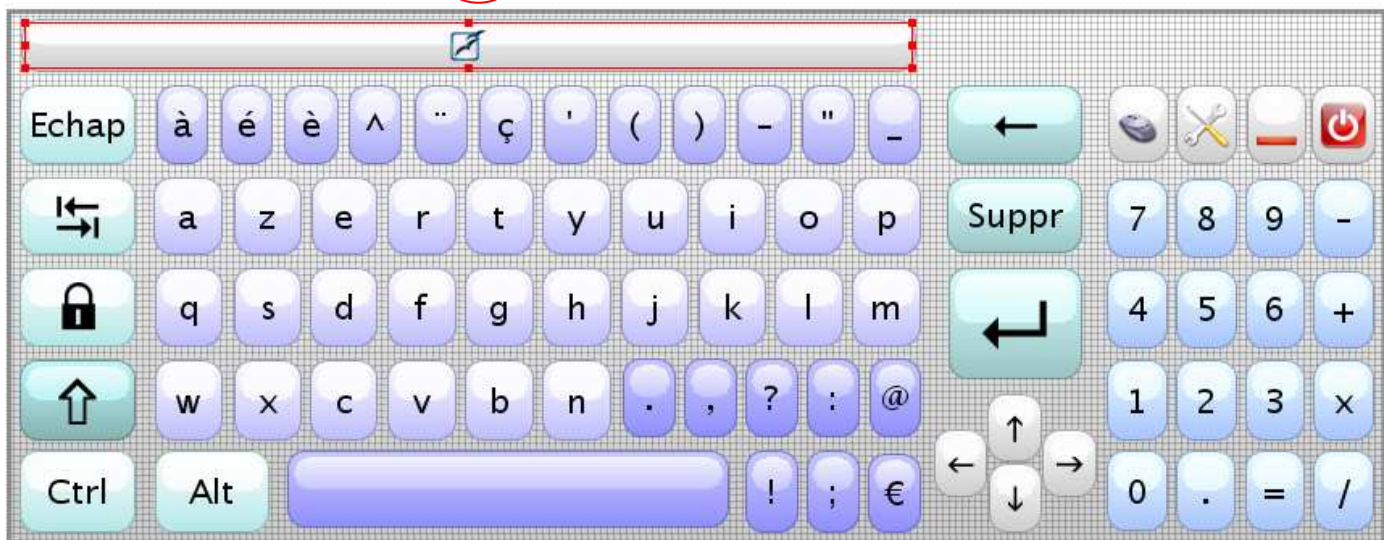 Echap à é è ^ ¨ ç ' ( ) - " _ ←
a z e r t y u i o p Suppr 7 8 9 -
q s d f g h j k l m 4 5 6 +
w x c v b n . , ? : @ ↑ 1 2 3 x
Ctrl Alt ! ; € ← ↓ → 0 . = /